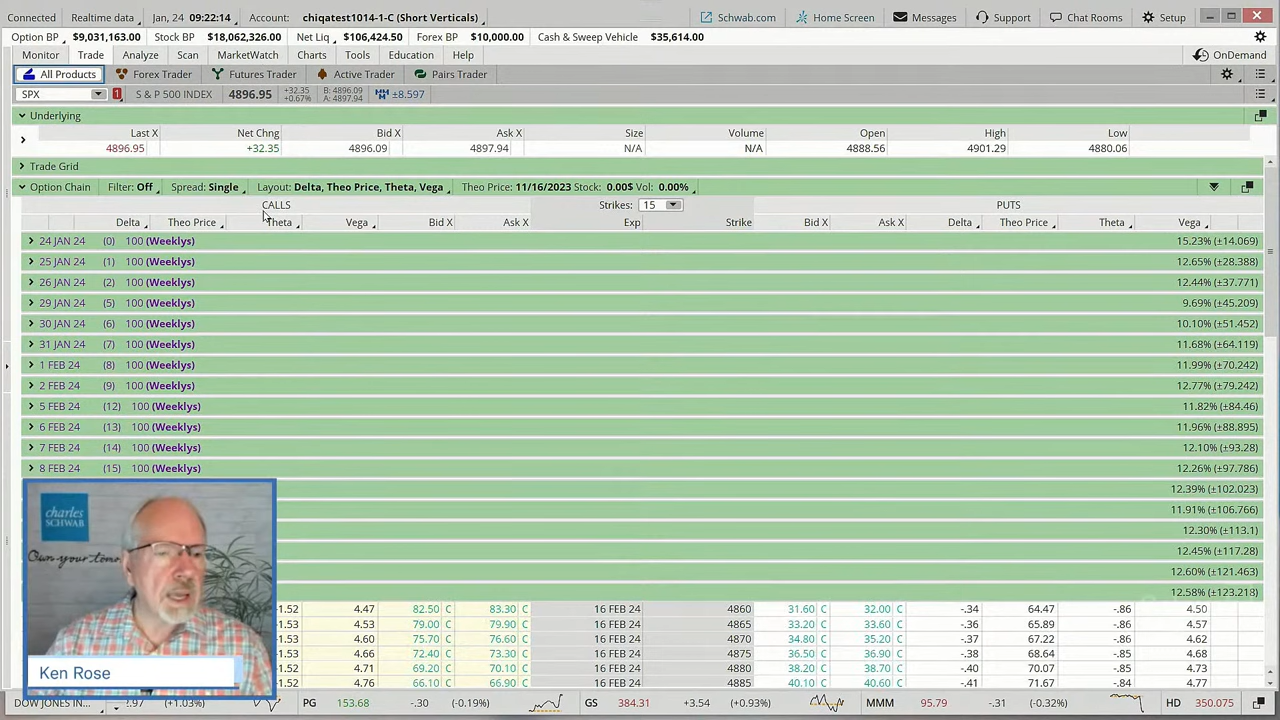 Connected Realtime data Jan, 24 09:22:14 Account: chiqatest1014-1-C (Short Verticals) Schwab.com Home Screen Messages Support Chat Rooms Setup
Option BP $9,031,163.00 Stock BP $18,062,326.00 Net Liq $106,424.50 Forex BP $10,000.00 Cash & Sweep Vehicle $35,614.00
Monitor Trade Analyze Scan MarketWatch Charts Tools Education Help OnDemand
All Products Forex Trader Futures Trader Active Trader Pairs Trader
SPX 1 S & P 500 INDEX 4896.95 +32.35 +0.67% B: 4896.09 A: 4897.94 ±8.597
Underlying
Last X Net Chng Bid X Ask X Size Volume Open High Low
4896.95 +32.35 4896.09 4897.94 N/A N/A 4888.56 4901.29 4880.06
Trade Grid
Option Chain Filter: Off Spread: Single Layout: Delta, Theo Price, Theta, Vega Theo Price: 11/16/2023 Stock: 0.00$ Vol: 0.00%
CALLS Strikes: 15 PUTS
Delta Theo Price Theta Vega Bid X Ask X Exp Strike Bid X Ask X Delta Theo Price Theta Vega
24 JAN 24 (0) 100 (Weeklys) 15.23% (±14.069)
25 JAN 24 (1) 100 (Weeklys) 12.65% (±28.388)
26 JAN 24 (2) 100 (Weeklys) 12.44% (±37.771)
29 JAN 24 (5) 100 (Weeklys) 9.69% (±45.209)
30 JAN 24 (6) 100 (Weeklys) 10.10% (±51.452)
31 JAN 24 (7) 100 (Weeklys) 11.68% (±64.119)
1 FEB 24 (8) 100 (Weeklys) 11.99% (±70.242)
2 FEB 24 (9) 100 (Weeklys) 12.77% (±79.242)
5 FEB 24 (12) 100 (Weeklys) 11.82% (±84.46)
6 FEB 24 (13) 100 (Weeklys) 11.96% (±88.895)
7 FEB 24 (14) 100 (Weeklys) 12.10% (±93.28)
8 FEB 24 (15) 100 (Weeklys) 12.26% (±97.786)
12.39% (±102.023)
11.91% (±106.766)
12.30% (±113.1)
12.45% (±117.28)
12.60% (±121.463)
12.58% (±123.218)
1.52 4.47 82.50 C 83.30 C 16 FEB 24 4860 31.60 C 32.00 C -.34 64.47 -.86 4.50
1.53 4.53 79.00 C 79.90 C 16 FEB 24 4865 33.20 C 33.60 C -.36 65.89 -.86 4.57
1.53 4.60 75.70 C 76.60 C 16 FEB 24 4870 34.80 C 35.20 C -.37 67.22 -.86 4.62
1.53 4.66 72.40 C 73.30 C 16 FEB 24 4875 36.50 C 36.90 C -.38 68.64 -.85 4.68
1.52 4.71 69.20 C 70.10 C 16 FEB 24 4880 38.20 C 38.70 C -.40 70.07 -.85 4.73
1.52 4.76 66.10 C 66.90 C 16 FEB 24 4885 40.10 C 40.60 C -.41 71.67 -.84 4.77
charles
SCHWAB
Own your tomo
Ken Rose
DOW JONES IN... .97 (+1.03%) PG 153.68 -.30 (-0.19%) GS 384.31 +3.54 (+0.93%) MMM 95.79 -.31 (-0.32%) HD 350.075